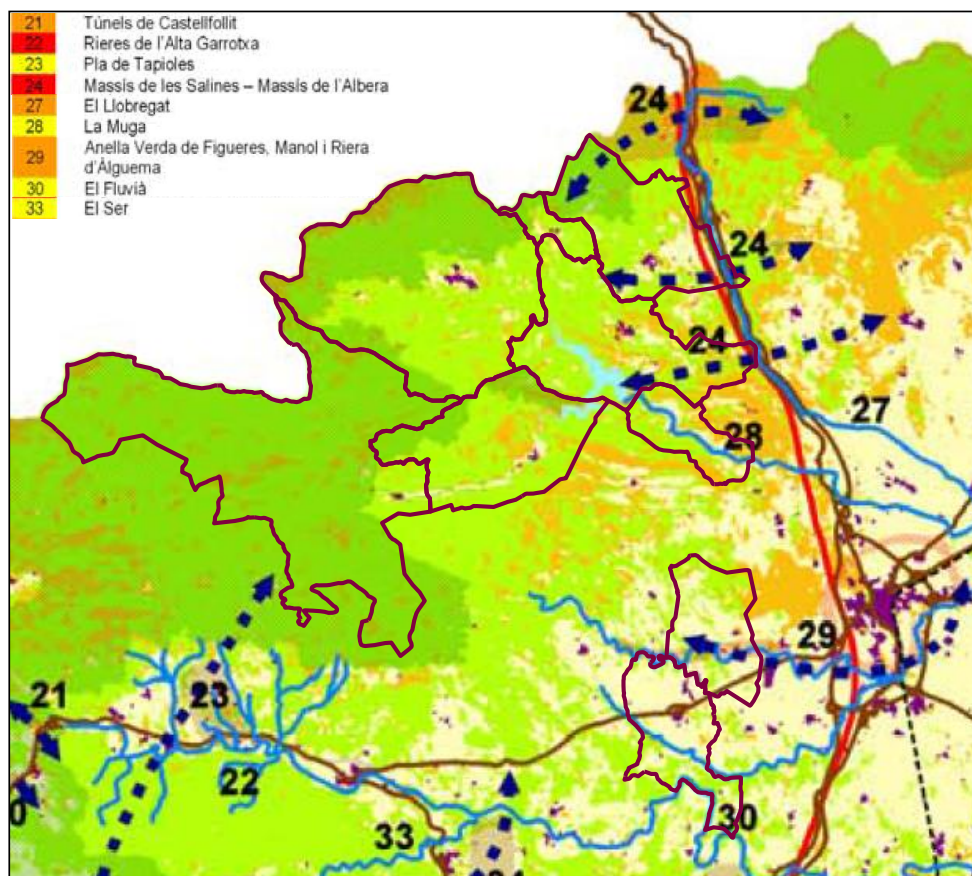 21 Túnels de Castellfollit
22 Rieres de l'Alta Garrotxa
23 Pla de Tapioles
24 Massís de les Salines – Massís de l'Albera
27 El Llobregat
28 La Muga
29 Anella Verda de Figueres, Manol i Riera
d'Àlguema
30 El Fluvià
33 El Ser
24
24
24
27
28
29
21
23
22
0
33
30